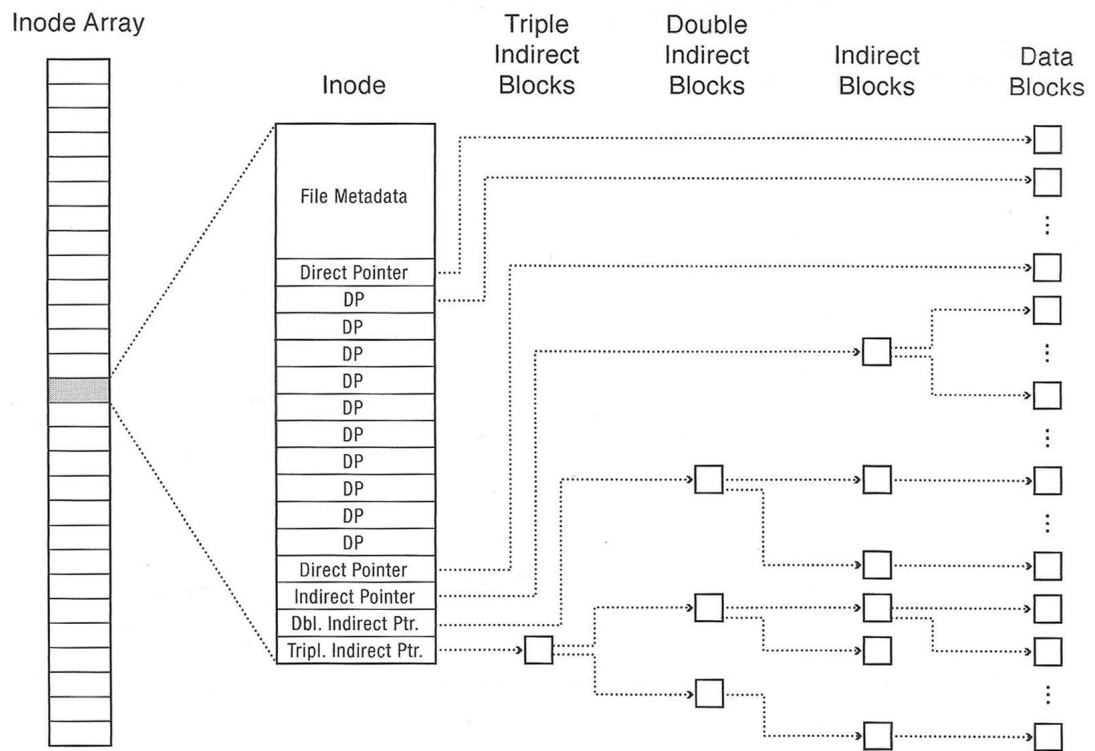 Inode Array
Inode
Triple
Indirect
Blocks
Double
Indirect
Blocks
Indirect
Blocks
Data
Blocks
File Metadata
Direct Pointer
DP
DP
DP
DP
DP
DP
DP
DP
DP
DP
Direct Pointer
Indirect Pointer
Dbl. Indirect Ptr.
Tripl. Indirect Ptr.